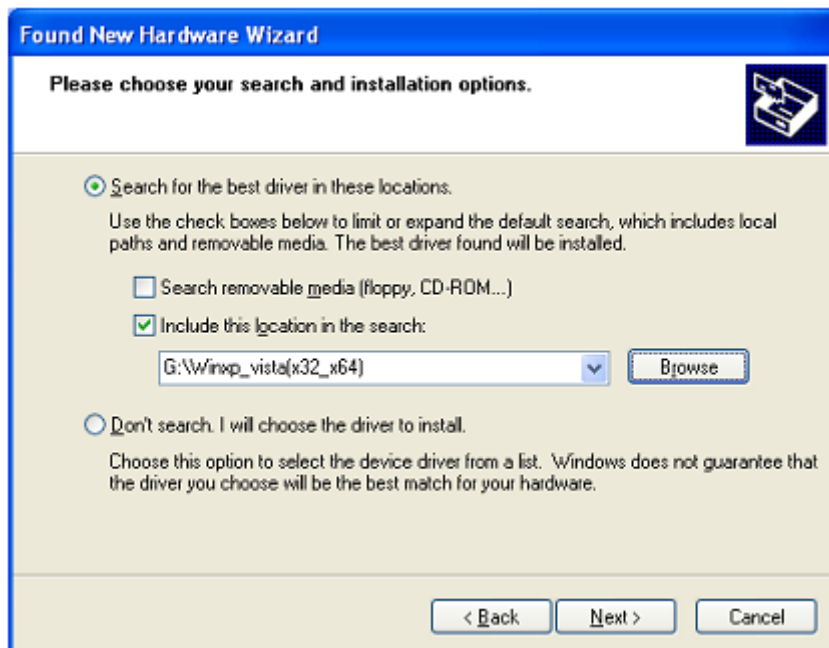 Found New Hardware Wizard
Please choose your search and installation options.
Search for the best driver in these locations.
Use the check boxes below to limit or expand the default search, which includes local
paths and removable media. The best driver found will be installed.
Search removable media (floppy, CD-ROM...)
Include this location in the search:
G:\Winxp_vista(x32_x64)
Browse
Don't search. I will choose the driver to install.
Choose this option to select the device driver from a list. Windows does not guarantee that
the driver you choose will be the best match for your hardware.
< Back
Next >
Cancel